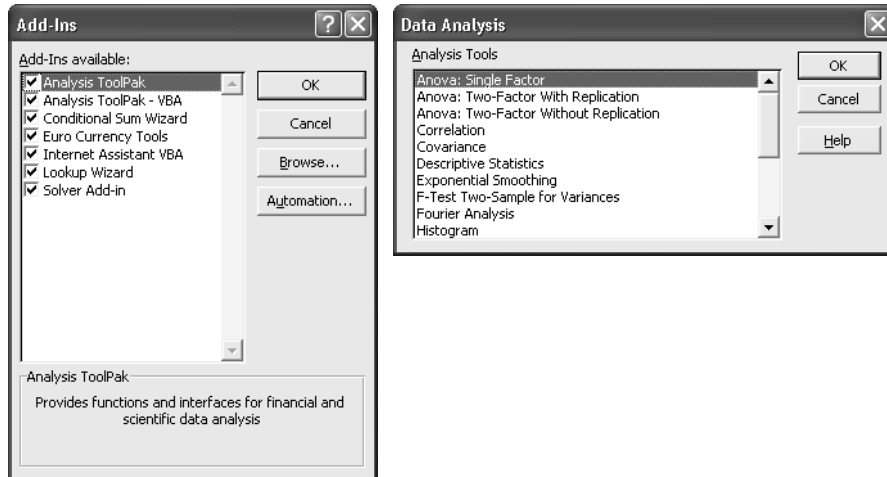 Add-Ins
Add-Ins available:
Analysis ToolPak
Analysis ToolPak - VBA
Conditional Sum Wizard
Euro Currency Tools
Internet Assistant VBA
Lookup Wizard
Solver Add-in
OK
Cancel
Browse...
Automation...
Analysis ToolPak
Provides functions and interfaces for financial and
scientific data analysis
Data Analysis
Analysis Tools
Anova: Single Factor
Anova: Two-Factor With Replication
Anova: Two-Factor Without Replication
Correlation
Covariance
Descriptive Statistics
Exponential Smoothing
F-Test Two-Sample for Variances
Fourier Analysis
Histogram
OK
Cancel
Help